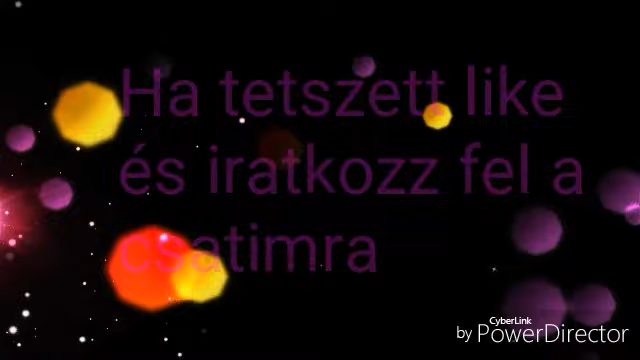 Ha tetszett like
és iratkozz fel a
csatimra
CyberLink
by PowerDirector